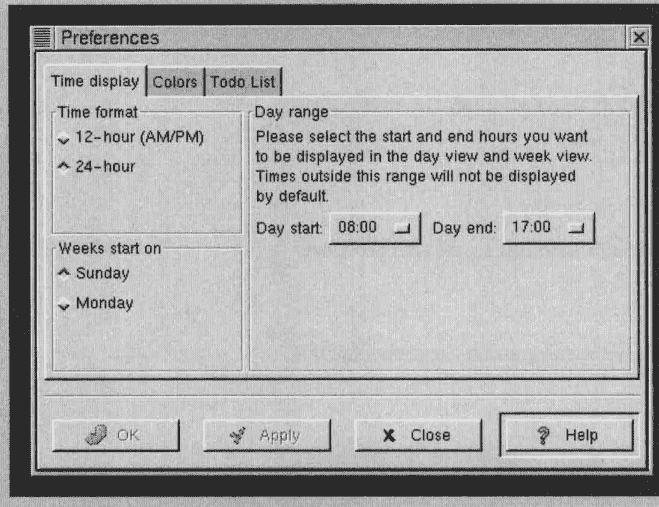 Preferences
Time display Colors Todo List
Time format
12-hour (AM/PM)
24-hour
Weeks start on
Sunday
Monday
Day range
Please select the start and end hours you want
to be displayed in the day view and week view.
Times outside this range will not be displayed
by default.
Day start: 08:00 Day end: 17:00
OK Apply X Close ? Help